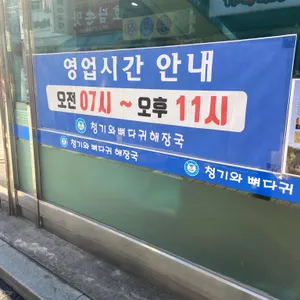 영업시간 안내
오전 07시 ~ 오후 11시
청기와 뼈다귀해장국
청기와 뼈다귀 해장국
청기와 뼈다귀